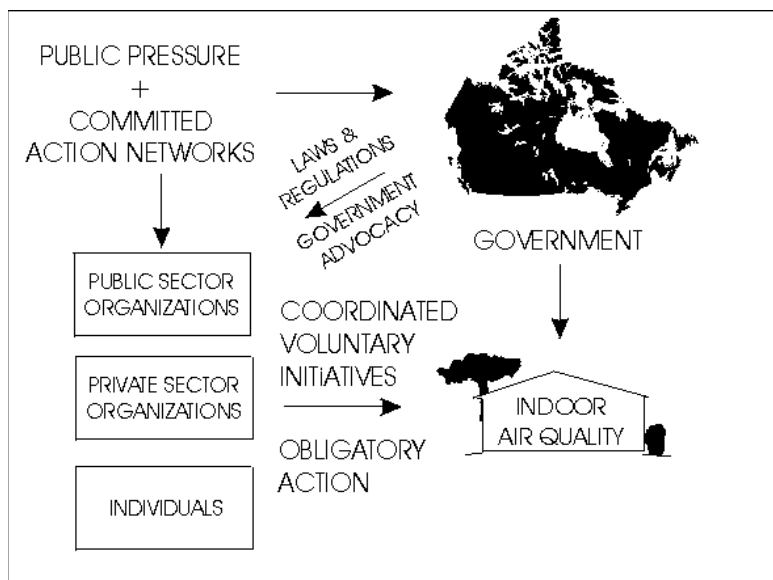 PUBLIC PRESSURE
+
COMMITTED
ACTION NETWORKS
LAWS &
REGULATIONS
GOVERNMENT
ADVOCACY
GOVERNMENT
PUBLIC SECTOR
ORGANIZATIONS
PRIVATE SECTOR
ORGANIZATIONS
INDIVIDUALS
COORDINATED
VOLUNTARY
INITiATIVES
OBLIGATORY
ACTION
INDOOR
AIR QUALITY